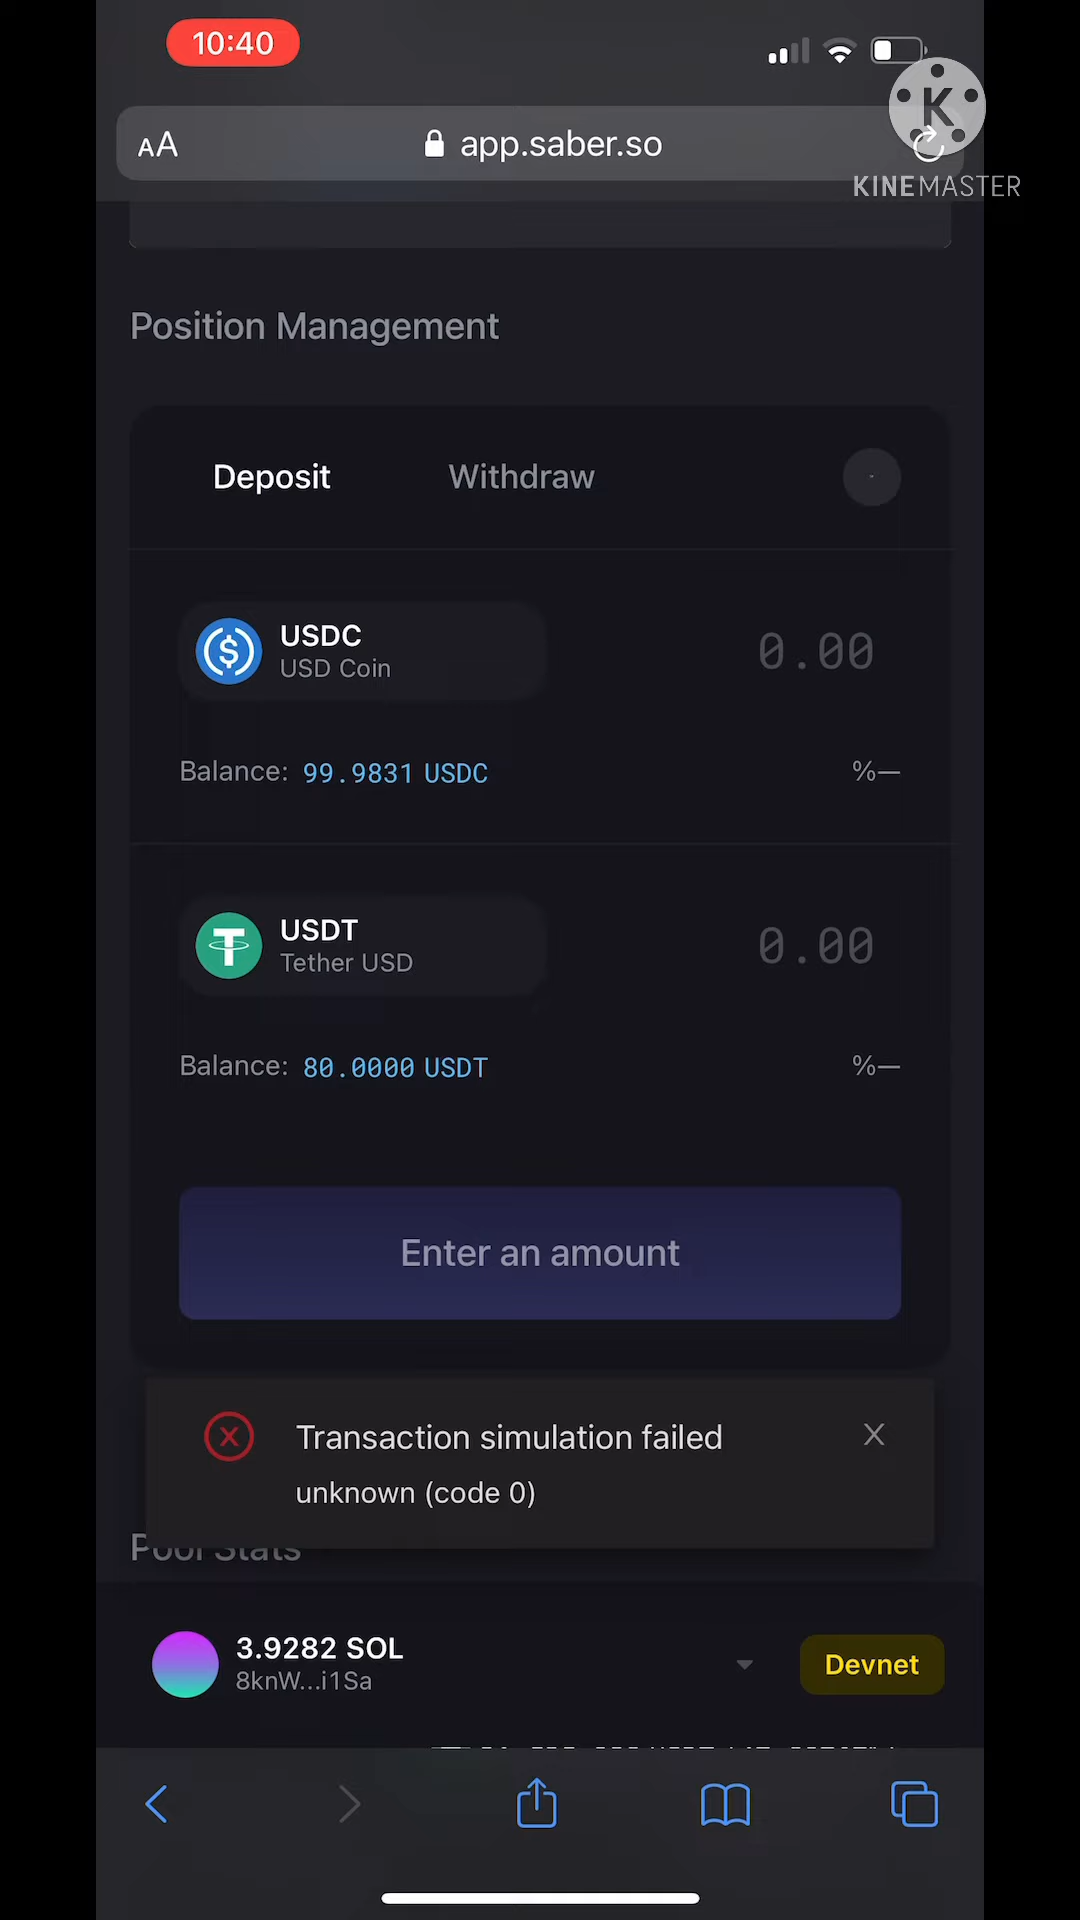 10:40
AA
app.saber.so
K
KINEMASTER
Position Management
Deposit
Withdraw
USDC
USD Coin
0.00
Balance: 99.9831 USDC
%—
USDT
Tether USD
0.00
Balance: 80.0000 USDT
%—
Enter an amount
Transaction simulation failed
X
unknown (code 0)
Pool Stats
3.9282 SOL
8knW...i1Sa
Devnet